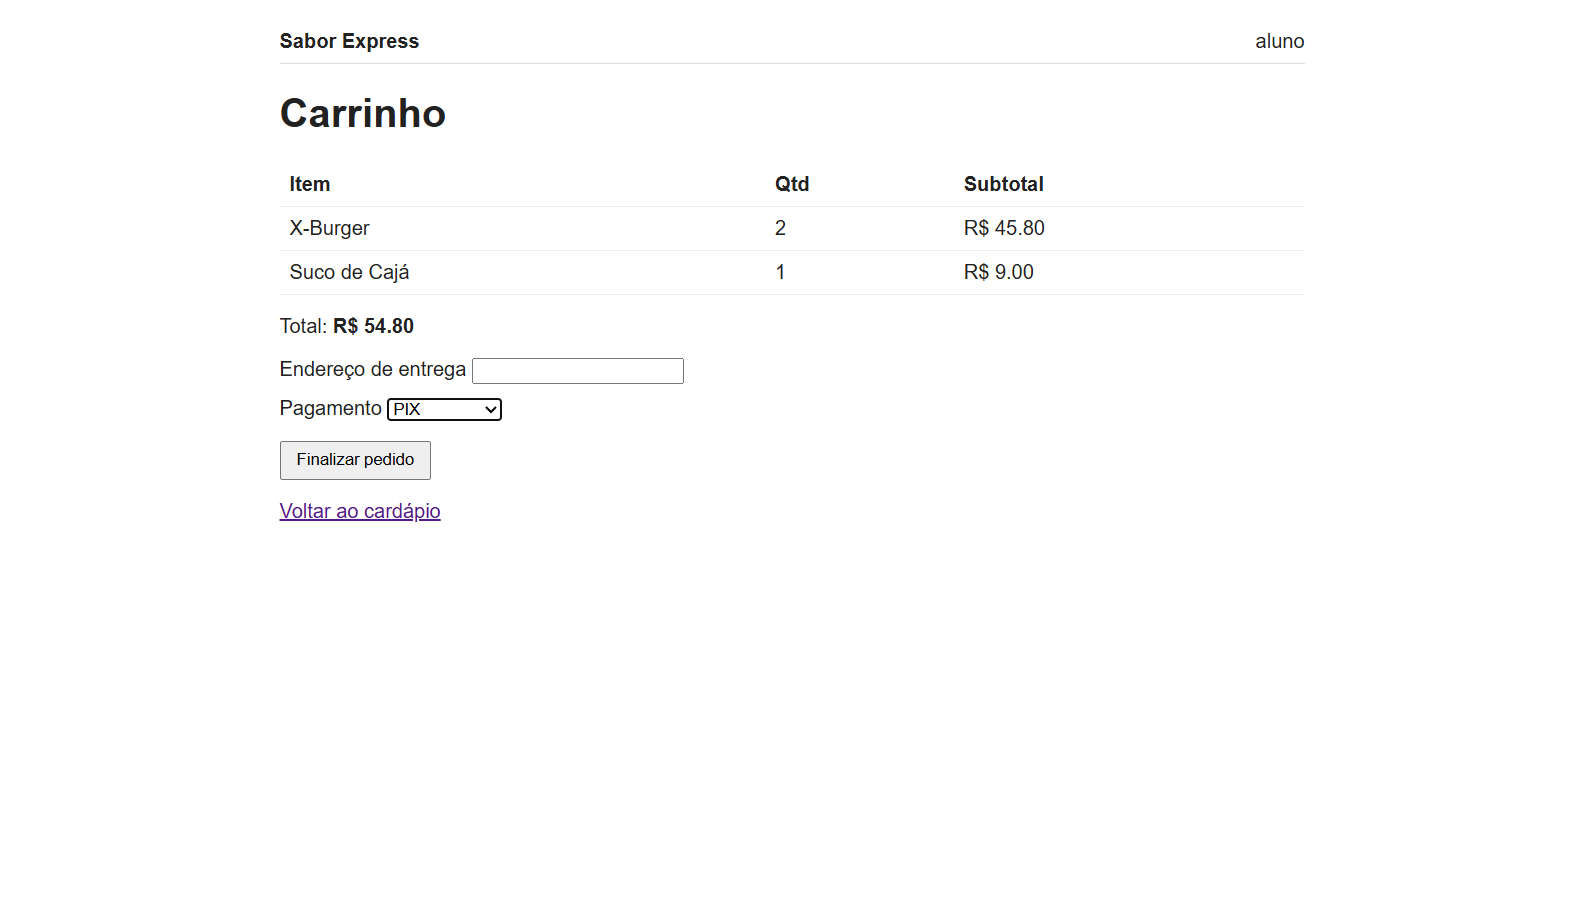 Sabor Express aluno
Carrinho
Item Qtd Subtotal
X-Burger 2 R$ 45.80
Suco de Cajá 1 R$ 9.00
Total: R$ 54.80
Endereço de entrega
Pagamento PIX
Finalizar pedido
Voltar ao cardápio